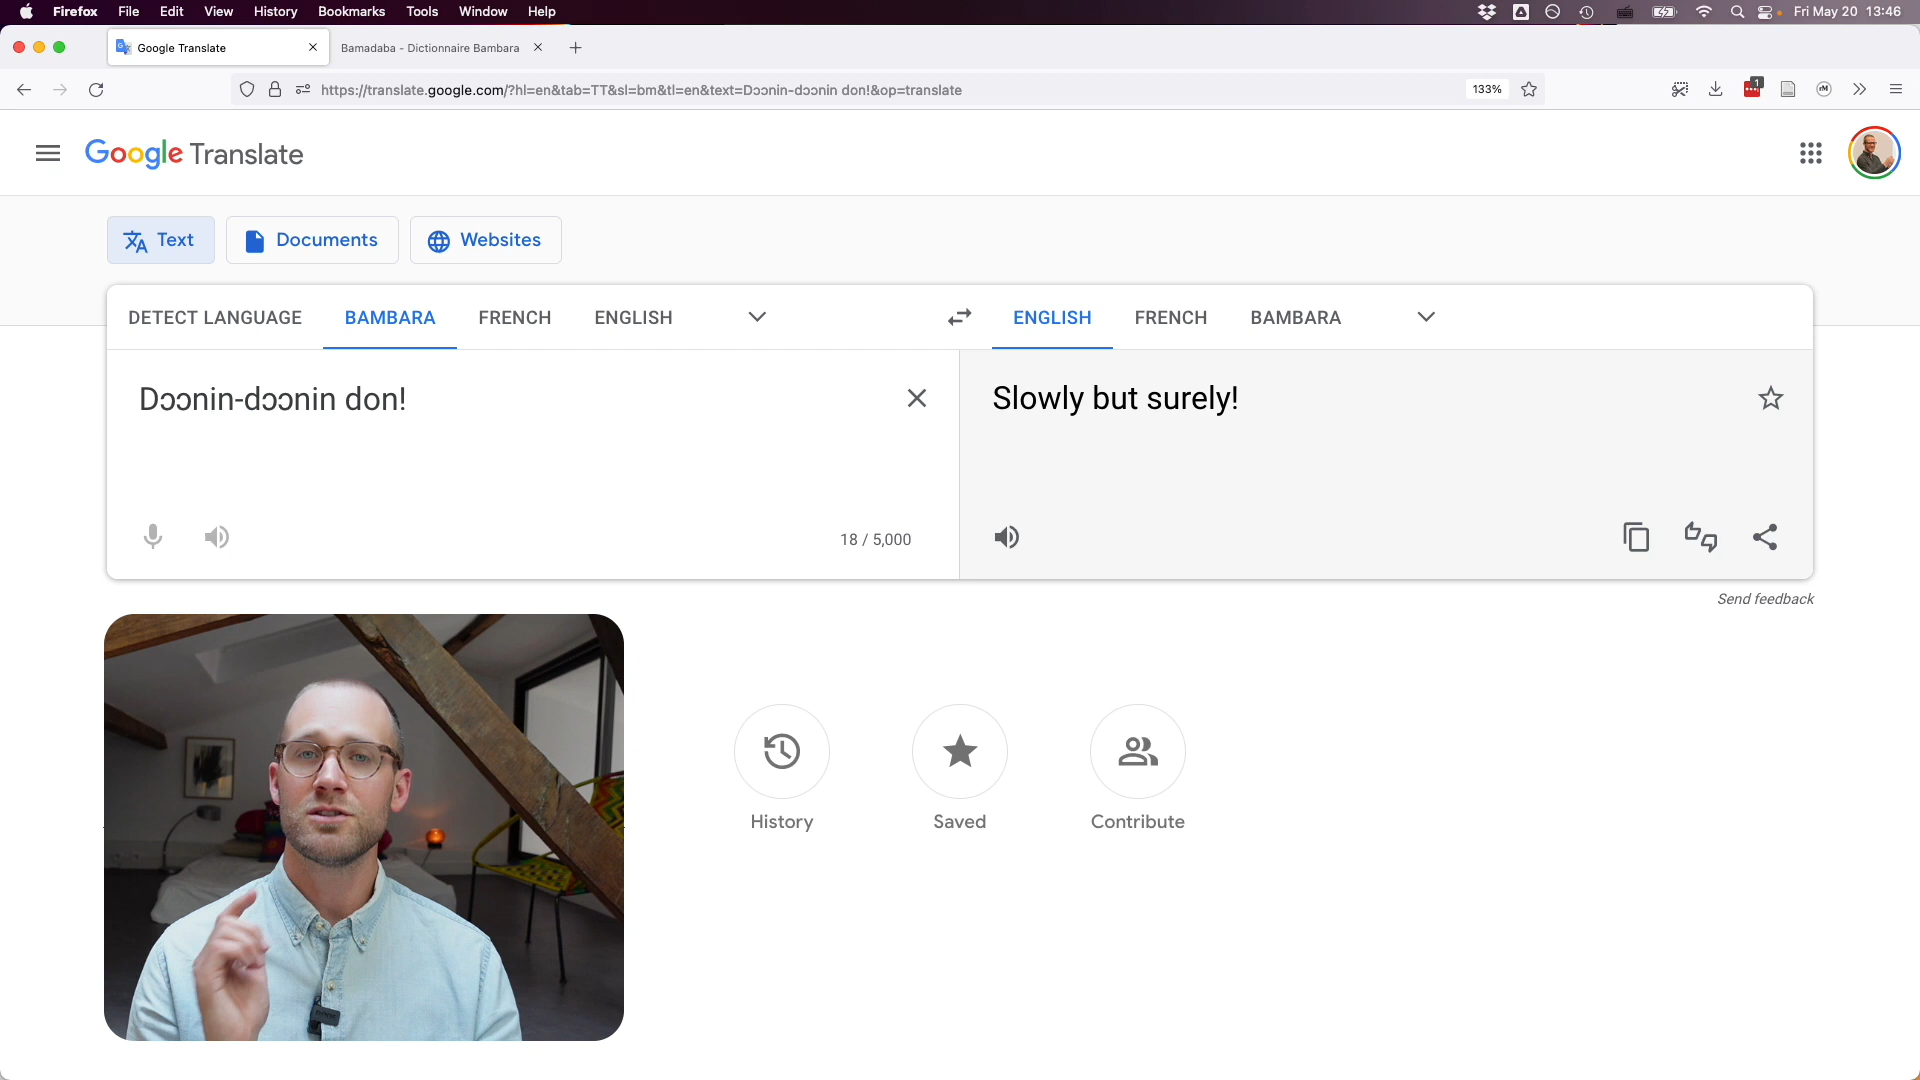 Firefox File Edit View History Bookmarks Tools Window Help Fri May 20 13:46
Google Translate Bamadaba - Dictionnaire Bambara
https://translate.google.com/?hl=en&tab=TT&sl=bm&tl=en&text=Dɔɔnin-dɔɔnin don!&op=translate 133% 1
Google Translate
Text Documents Websites
DETECT LANGUAGE BAMBARA FRENCH ENGLISH ENGLISH FRENCH BAMBARA
Dɔɔnin-dɔɔnin don! Slowly but surely!
18 / 5,000
Send feedback
History Saved Contribute